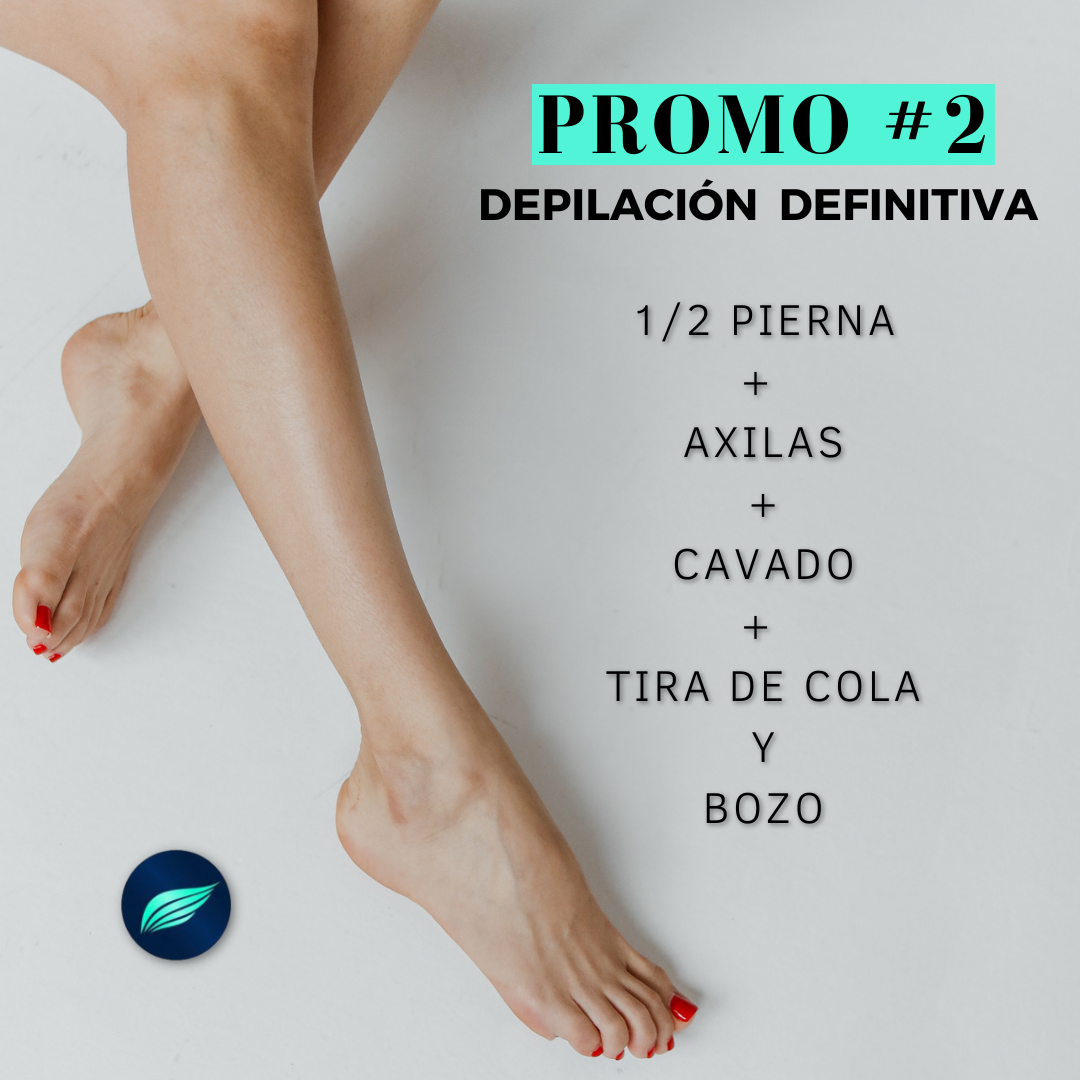 PROMO #2
DEPILACIÓN DEFINITIVA
1/2 PIERNA
+
AXILAS
+
CAVADO
+
TIRA DE COLA
Y
BOZO